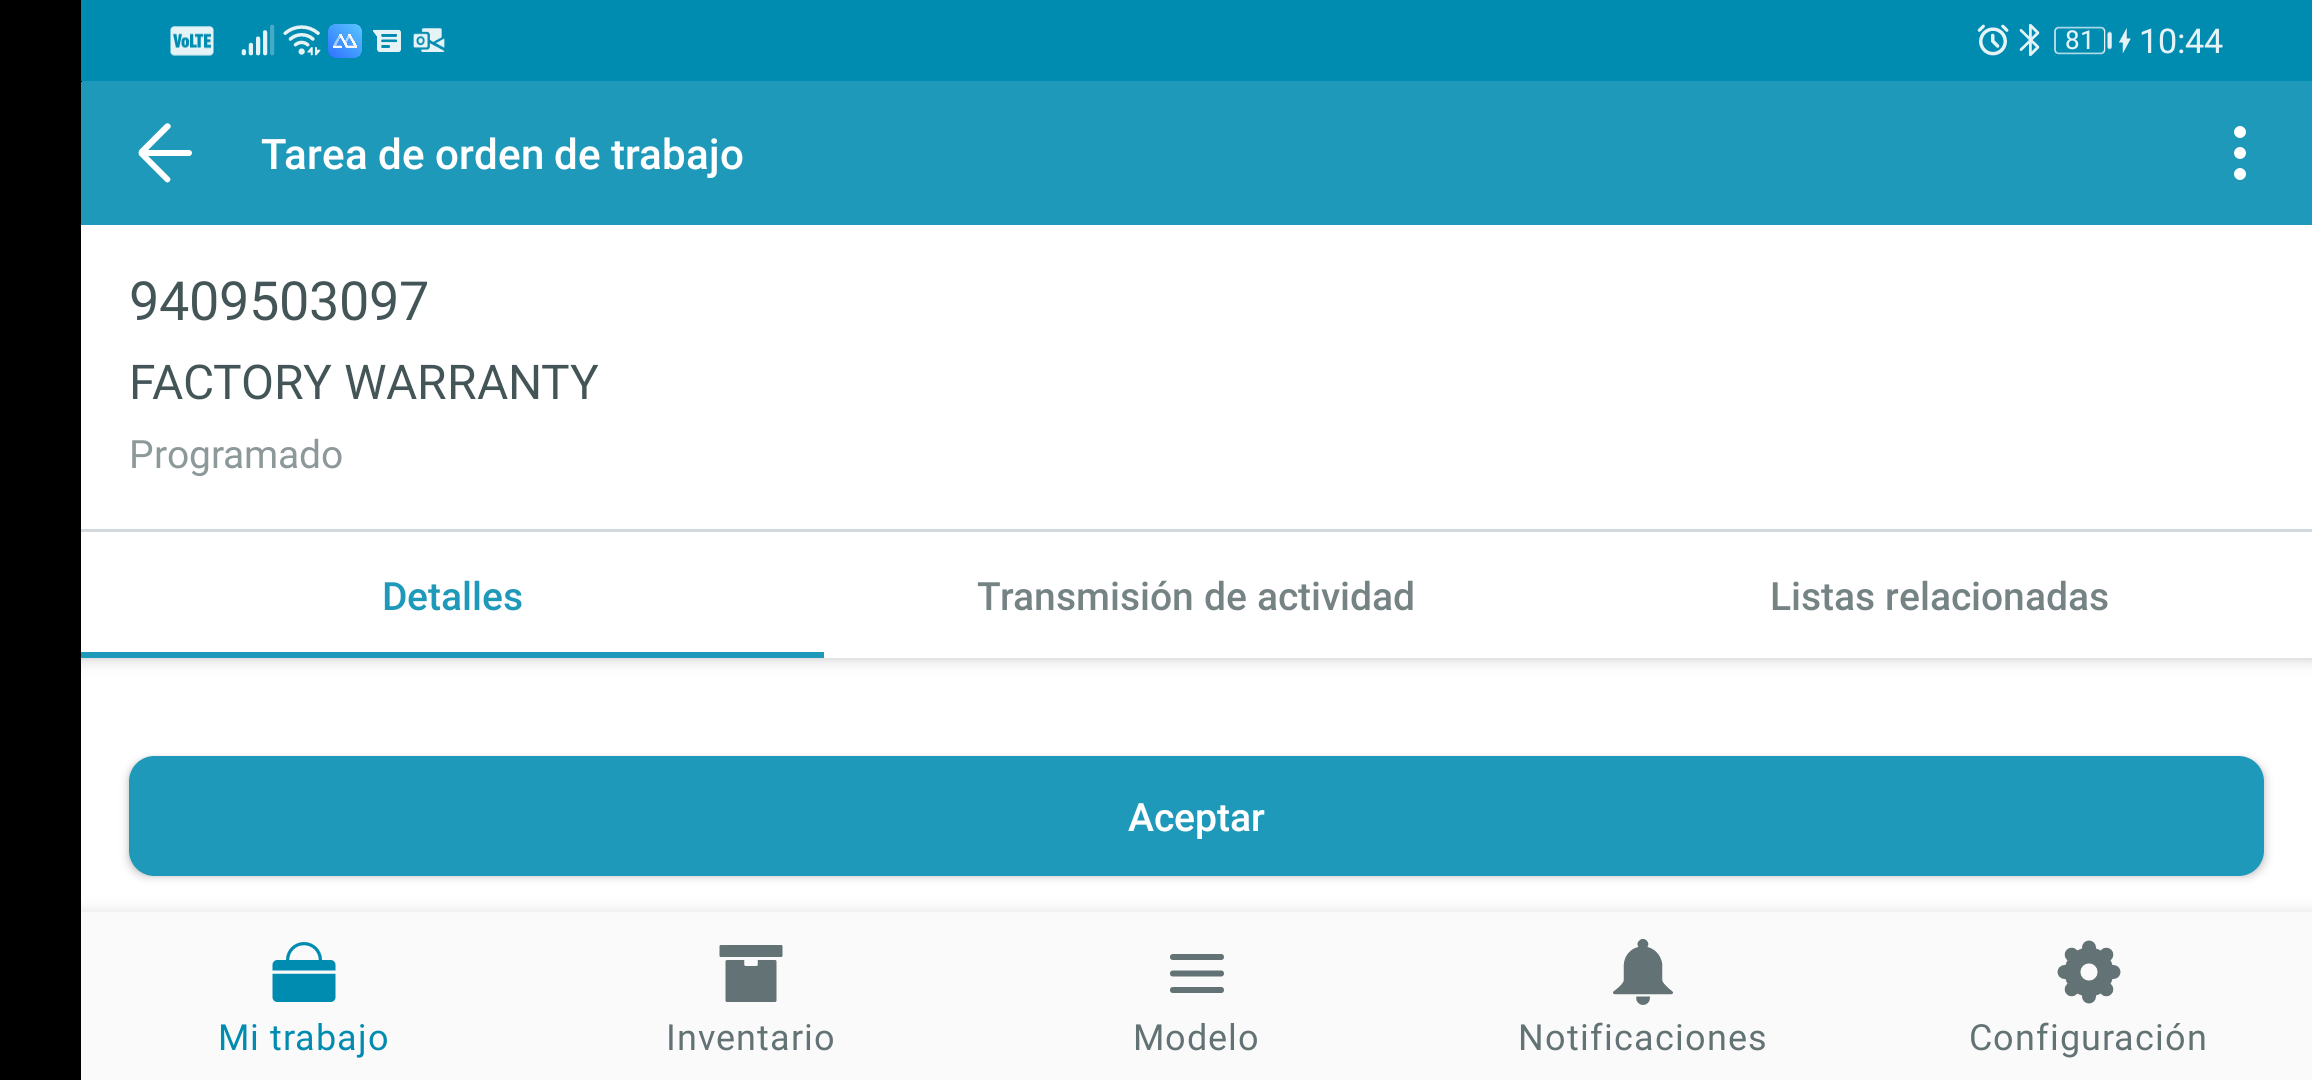 VoLTE 81 10:44
Tarea de orden de trabajo
9409503097
FACTORY WARRANTY
Programado
Detalles Transmisión de actividad Listas relacionadas
Aceptar
Mi trabajo Inventario Modelo Notificaciones Configuración